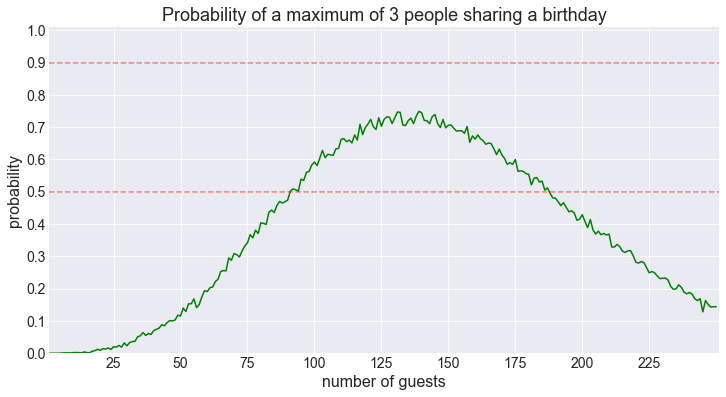 Probability of a maximum of 3 people sharing a birthday
1.0
0.9
0.8
0.7
0.6
0.5
0.4
0.3
0.2
0.1
0.0
probability
25 50 75 100 125 150 175 200 225
number of guests